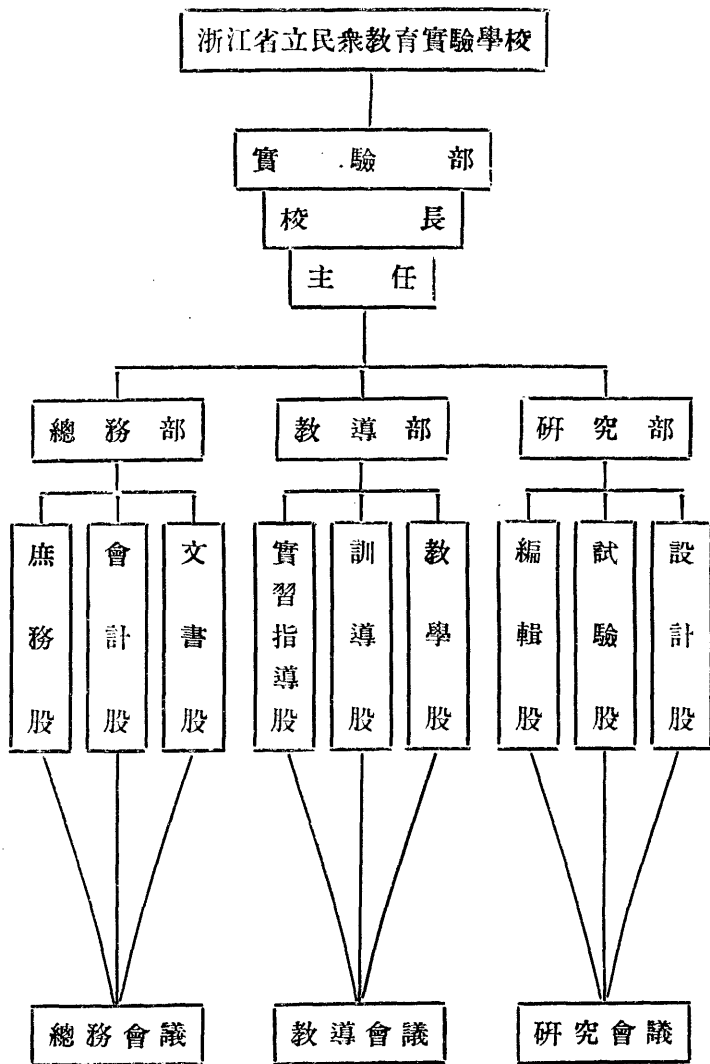 浙江省立民衆教育實驗學校
實驗部
校長
主任
總務部
教導部
研究部
庶務股
會計股
文書股
實習指導股
訓導股
教學股
編輯股
試驗股
設計股
總務會議
教導會議
研究會議